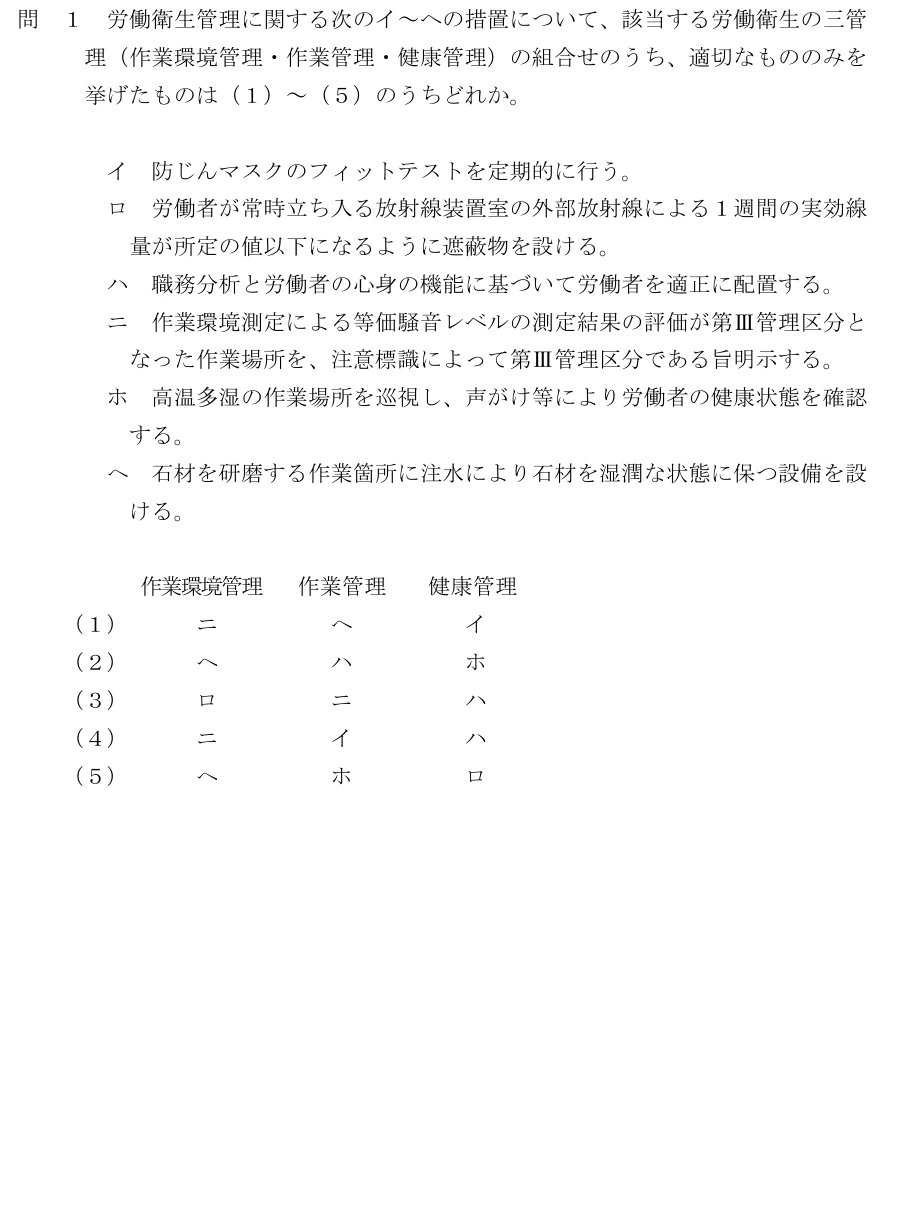 問　１　労働衛生管理に関する次のイ～ヘの措置について、該当する労働衛生の三管
理（作業環境管理・作業管理・健康管理）の組合せのうち、適切なもののみを
挙げたものは（１）～（５）のうちどれか。
イ　防じんマスクのフィットテストを定期的に行う。
ロ　労働者が常時立ち入る放射線装置室の外部放射線による１週間の実効線
量が所定の値以下になるように遮蔽物を設ける。
ハ　職務分析と労働者の心身の機能に基づいて労働者を適正に配置する。
ニ　作業環境測定による等価騒音レベルの測定結果の評価が第Ⅲ管理区分と
なった作業場所を、注意標識によって第Ⅲ管理区分である旨明示する。
ホ　高温多湿の作業場所を巡視し、声がけ等により労働者の健康状態を確認
する。
ヘ　石材を研磨する作業箇所に注水により石材を湿潤な状態に保つ設備を設
ける。
作業環境管理　作業管理　健康管理
（１）　ニ　ヘ　イ
（２）　ヘ　ハ　ホ
（３）　ロ　ニ　ハ
（４）　ニ　イ　ハ
（５）　ヘ　ホ　ロ